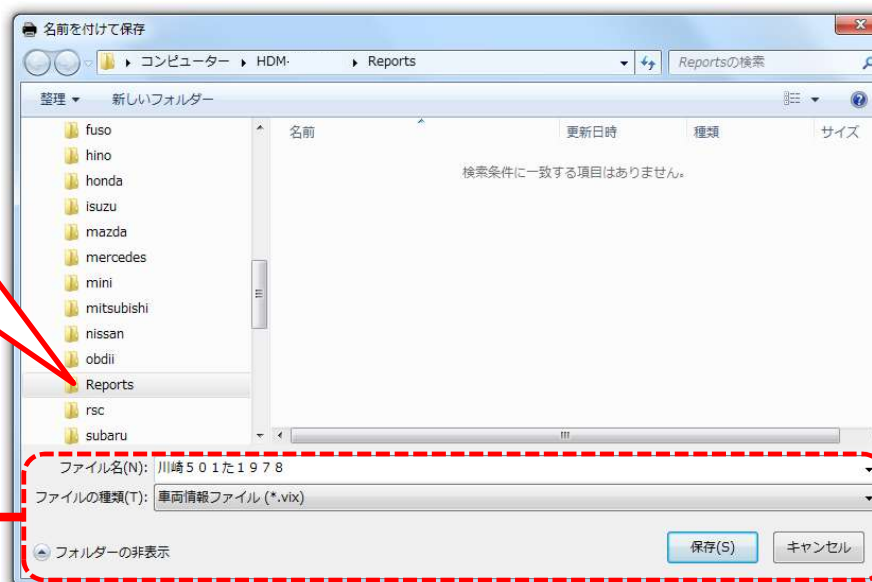 名前を付けて保存
コンピューター ▸ HDM- ▸ Reports
Reportsの検索
整理 ▼ 新しいフォルダー
名前 更新日時 種類 サイズ
検索条件に一致する項目はありません。
fuso
hino
honda
isuzu
mazda
mercedes
mini
mitsubishi
nissan
obdii
Reports
rsc
subaru
ファイル名(N): 川崎５０１た１９７８
ファイルの種類(T): 車両情報ファイル (*.vix)
フォルダーの非表示
保存(S)
キャンセル